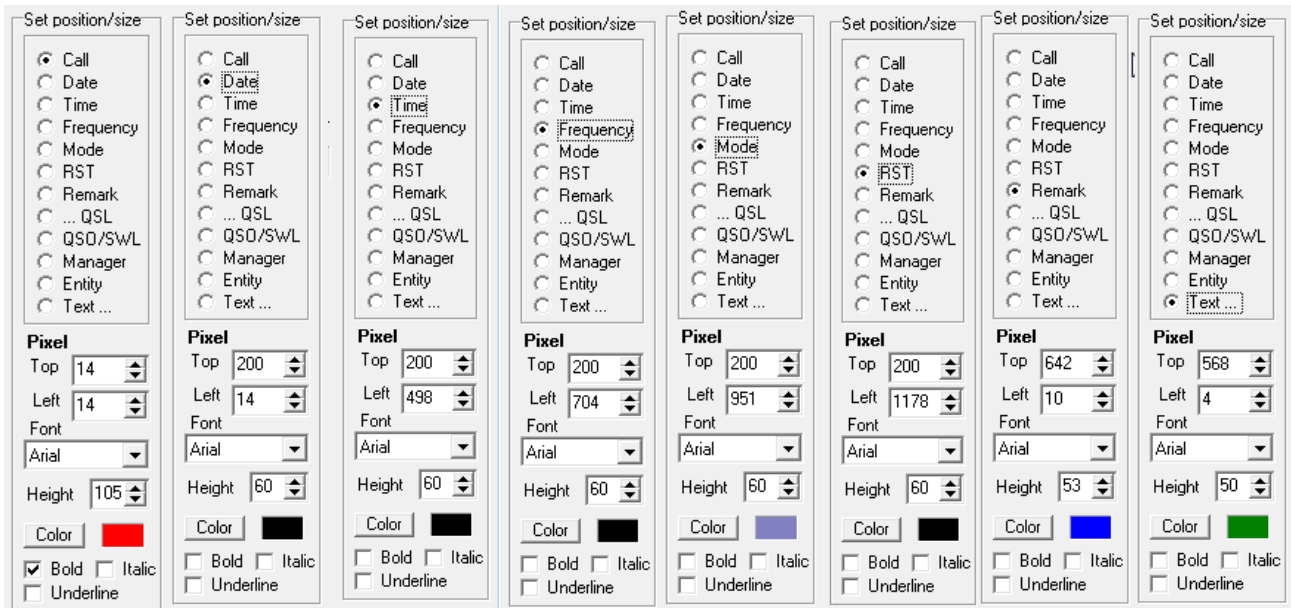 Set position/size
Call
Date
Time
Frequency
Mode
RST
Remark
... QSL
QSO/SWL
Manager
Entity
Text ...
Pixel
Top 14
Left 14
Font
Arial
Height 105
Color
Bold Italic
Underline
Set position/size
Call
Date
Time
Frequency
Mode
RST
Remark
... QSL
QSO/SWL
Manager
Entity
Text ...
Pixel
Top 200
Left 14
Font
Arial
Height 60
Color
Bold Italic
Underline
Set position/size
Call
Date
Time
Frequency
Mode
RST
Remark
... QSL
QSO/SWL
Manager
Entity
Text ...
Pixel
Top 200
Left 498
Font
Arial
Height 60
Color
Bold Italic
Underline
Set position/size
Call
Date
Time
Frequency
Mode
RST
Remark
... QSL
QSO/SWL
Manager
Entity
Text ...
Pixel
Top 200
Left 704
Font
Arial
Height 60
Color
Bold Italic
Underline
Set position/size
Call
Date
Time
Frequency
Mode
RST
Remark
... QSL
QSO/SWL
Manager
Entity
Text ...
Pixel
Top 200
Left 951
Font
Arial
Height 60
Color
Bold Italic
Underline
Set position/size
Call
Date
Time
Frequency
Mode
RST
Remark
... QSL
QSO/SWL
Manager
Entity
Text ...
Pixel
Top 200
Left 1178
Font
Arial
Height 60
Color
Bold Italic
Underline
Set position/size
Call
Date
Time
Frequency
Mode
RST
Remark
... QSL
QSO/SWL
Manager
Entity
Text ...
Pixel
Top 642
Left 10
Font
Arial
Height 53
Color
Bold Italic
Underline
Set position/size
Call
Date
Time
Frequency
Mode
RST
Remark
... QSL
QSO/SWL
Manager
Entity
Text ...
Pixel
Top 568
Left 4
Font
Arial
Height 50
Color
Bold Italic
Underline